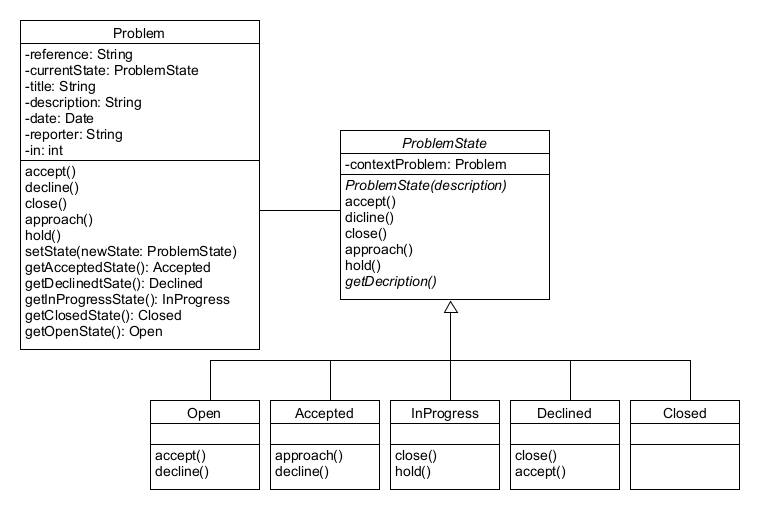 Problem
-reference: String
-currentState: ProblemState
-title: String
-description: String
-date: Date
-reporter: String
-in: int
accept()
decline()
close()
approach()
hold()
setState(newState: ProblemState)
getAcceptedState(): Accepted
getDeclinedtSate(): Declined
getInProgressState(): InProgress
getClosedState(): Closed
getOpenState(): Open
ProblemState
-contextProblem: Problem
ProblemState(description)
accept()
dicline()
close()
approach()
hold()
getDecription()
Open
accept()
decline()
Accepted
approach()
decline()
InProgress
close()
hold()
Declined
close()
accept()
Closed